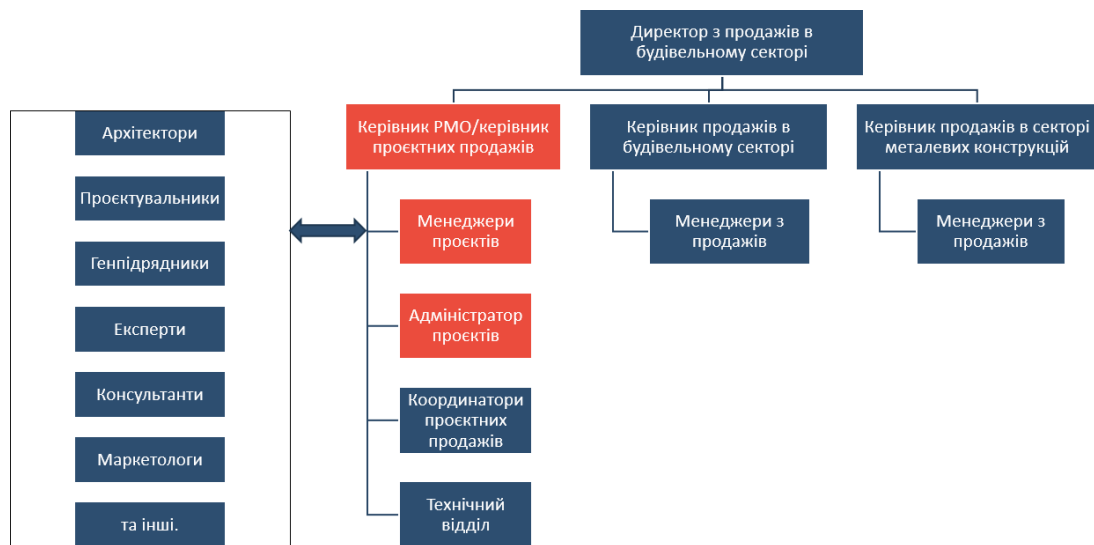 Директор з продажів в
будівельному секторі
Керівник PMO/керівник
проєктних продажів
Керівник продажів в
будівельному секторі
Керівник продажів в секторі
металевих конструкцій
Архітектори
Проєктувальники
Генпідрядники
Експерти
Консультанти
Маркетологи
та інші.
Менеджери
проєктів
Адміністратор
проєктів
Координатори
проєктних
продажів
Технічний
відділ
Менеджери з
продажів
Менеджери з
продажів